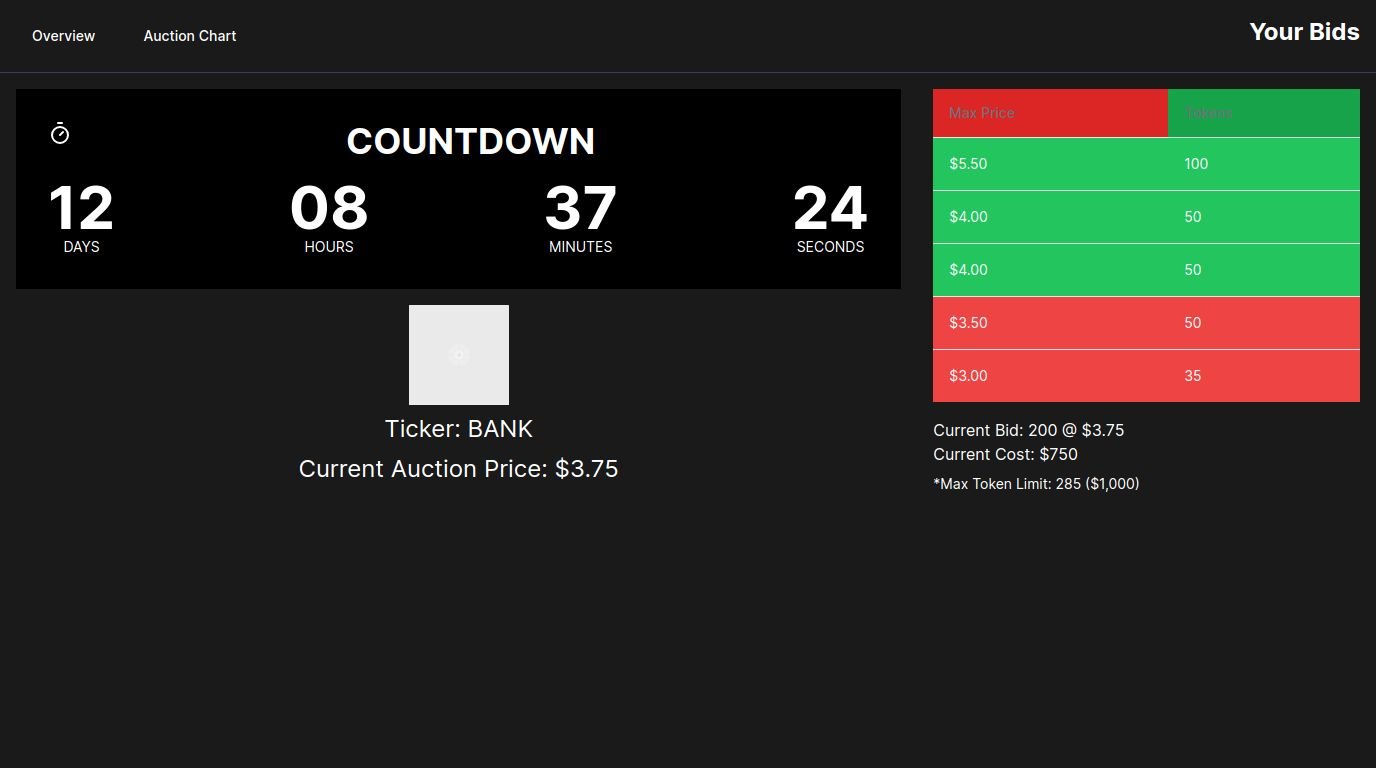 Overview Auction Chart Your Bids
COUNTDOWN
12 08 37 24
DAYS HOURS MINUTES SECONDS
Ticker: BANK
Current Auction Price: $3.75
Max Price Tokens
$5.50 100
$4.00 50
$4.00 50
$3.50 50
$3.00 35
Current Bid: 200 @ $3.75
Current Cost: $750
*Max Token Limit: 285 ($1,000)